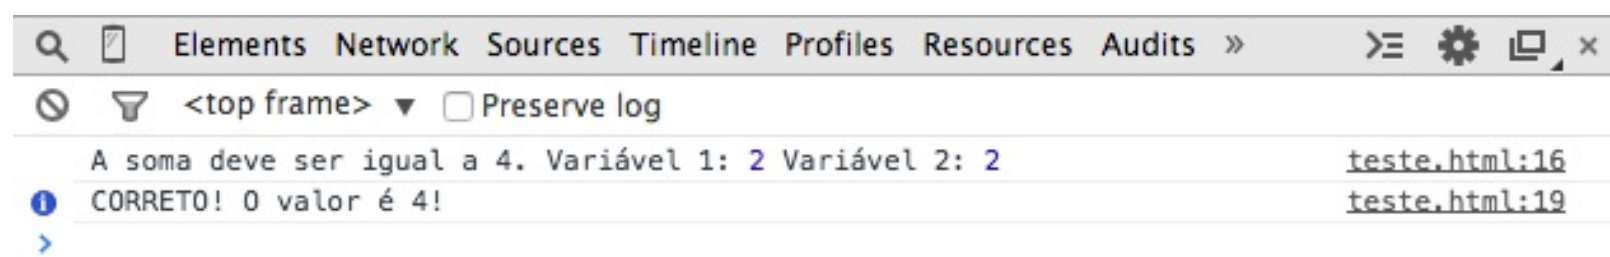 Elements Network Sources Timeline Profiles Resources Audits »
<top frame> ▼ Preserve log
A soma deve ser igual a 4. Variável 1: 2 Variável 2: 2 teste.html:16
CORRETO! O valor é 4! teste.html:19